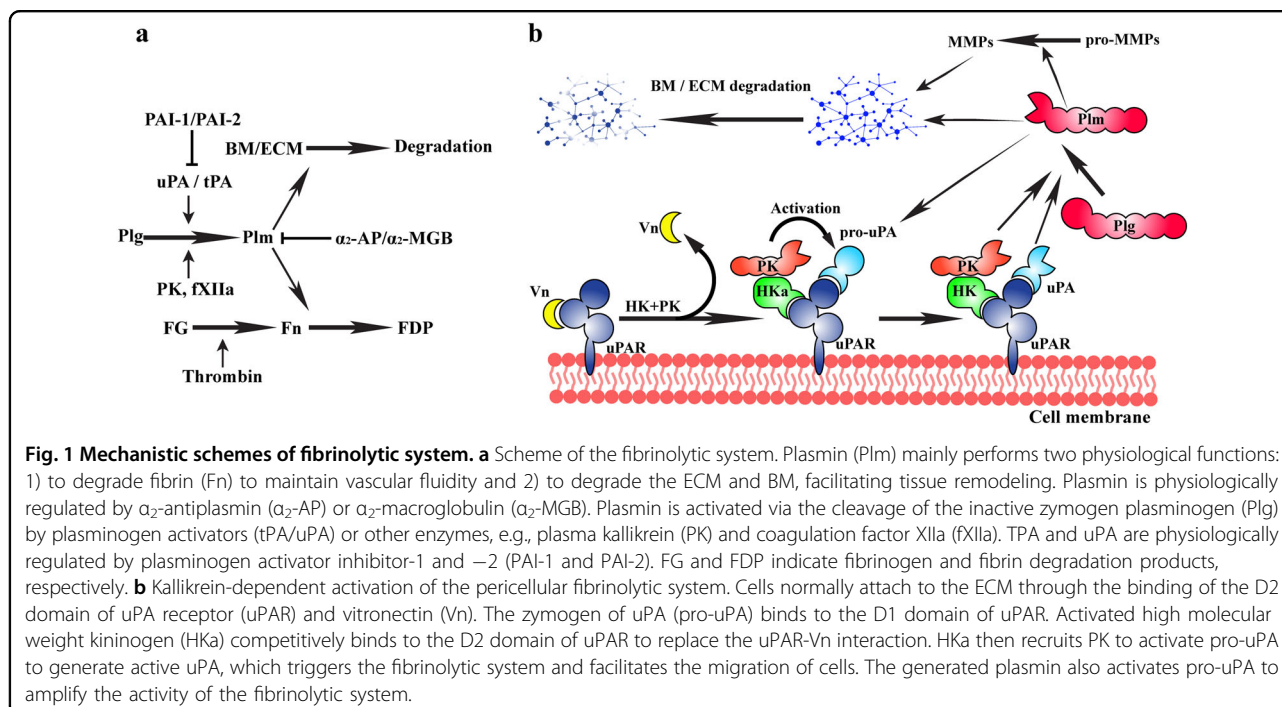 a
PAI-1/PAI-2
BM/ECM
Degradation
uPA / tPA
Plg
Plm
α₂-AP/α₂-MGB
PK, fXIIa
FG
Fn
FDP
Thrombin
b
MMPs
pro-MMPs
BM / ECM degradation
Plm
Plg
Activation
Vn
pro-uPA
PK
HKa
Vn
HK+PK
uPAR
uPAR
PK
HK
uPA
uPAR
Cell membrane
Fig. 1 Mechanistic schemes of fibrinolytic system. a Scheme of the fibrinolytic system. Plasmin (Plm) mainly performs two physiological functions:
1) to degrade fibrin (Fn) to maintain vascular fluidity and 2) to degrade the ECM and BM, facilitating tissue remodeling. Plasmin is physiologically
regulated by α₂-antiplasmin (α₂-AP) or α₂-macroglobulin (α₂-MGB). Plasmin is activated via the cleavage of the inactive zymogen plasminogen (Plg)
by plasminogen activators (tPA/uPA) or other enzymes, e.g., plasma kallikrein (PK) and coagulation factor XIIa (fXIIa). TPA and uPA are physiologically
regulated by plasminogen activator inhibitor-1 and −2 (PAI-1 and PAI-2). FG and FDP indicate fibrinogen and fibrin degradation products,
respectively. b Kallikrein-dependent activation of the pericellular fibrinolytic system. Cells normally attach to the ECM through the binding of the D2
domain of uPA receptor (uPAR) and vitronectin (Vn). The zymogen of uPA (pro-uPA) binds to the D1 domain of uPAR. Activated high molecular
weight kininogen (HKa) competitively binds to the D2 domain of uPAR to replace the uPAR-Vn interaction. HKa then recruits PK to activate pro-uPA
to generate active uPA, which triggers the fibrinolytic system and facilitates the migration of cells. The generated plasmin also activates pro-uPA to
amplify the activity of the fibrinolytic system.